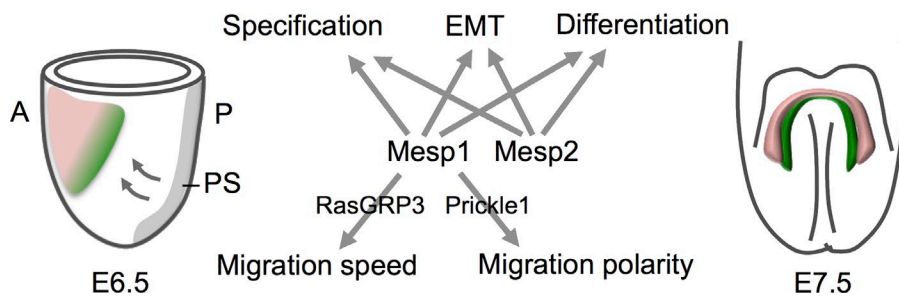 Specification EMT Differentiation
A P
Mesp1 Mesp2
PS
RasGRP3 Prickle1
Migration speed Migration polarity
E6.5 E7.5